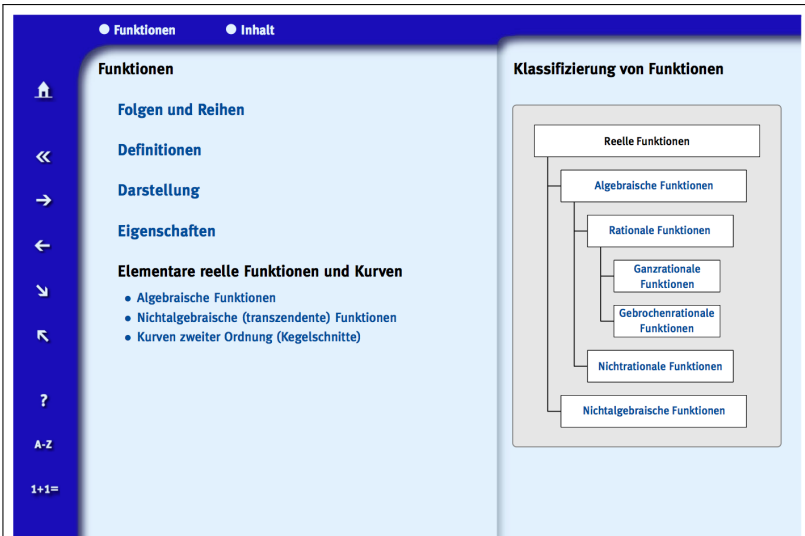 Funktionen
Inhalt
Funktionen
Folgen und Reihen
Definitionen
Darstellung
Eigenschaften
Elementare reelle Funktionen und Kurven
• Algebraische Funktionen
• Nichtalgebraische (transzendente) Funktionen
• Kurven zweiter Ordnung (Kegelschnitte)
?
A-Z
1+1=
Klassifizierung von Funktionen
Reelle Funktionen
Algebraische Funktionen
Rationale Funktionen
Ganzrationale
Funktionen
Gebrochenrationale
Funktionen
Nichtrationale Funktionen
Nichtalgebraische Funktionen